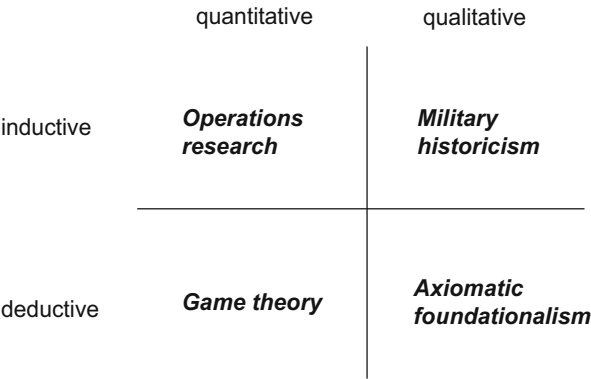 quantitative qualitative
inductive
Operations
research
Military
historicism
deductive
Game theory
Axiomatic
foundationalism